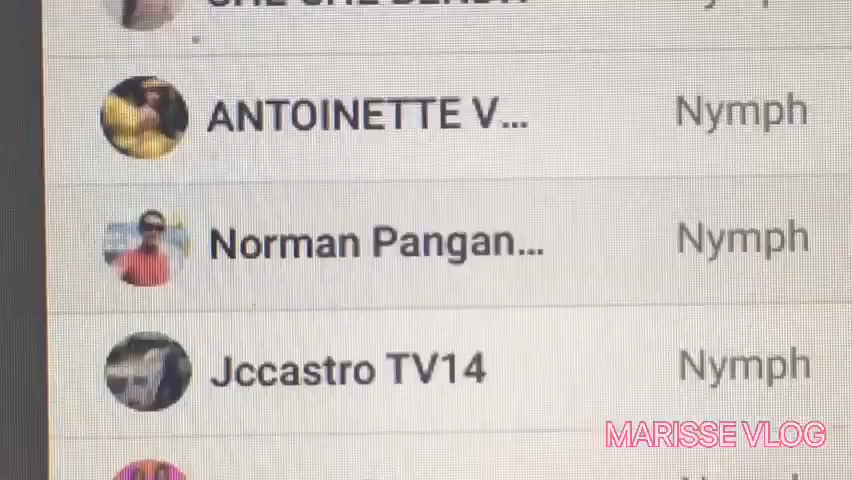 ANTOINETTE V... Nymph
Norman Pangan... Nymph
Jccastro TV14 Nymph
MARISSE VLOG